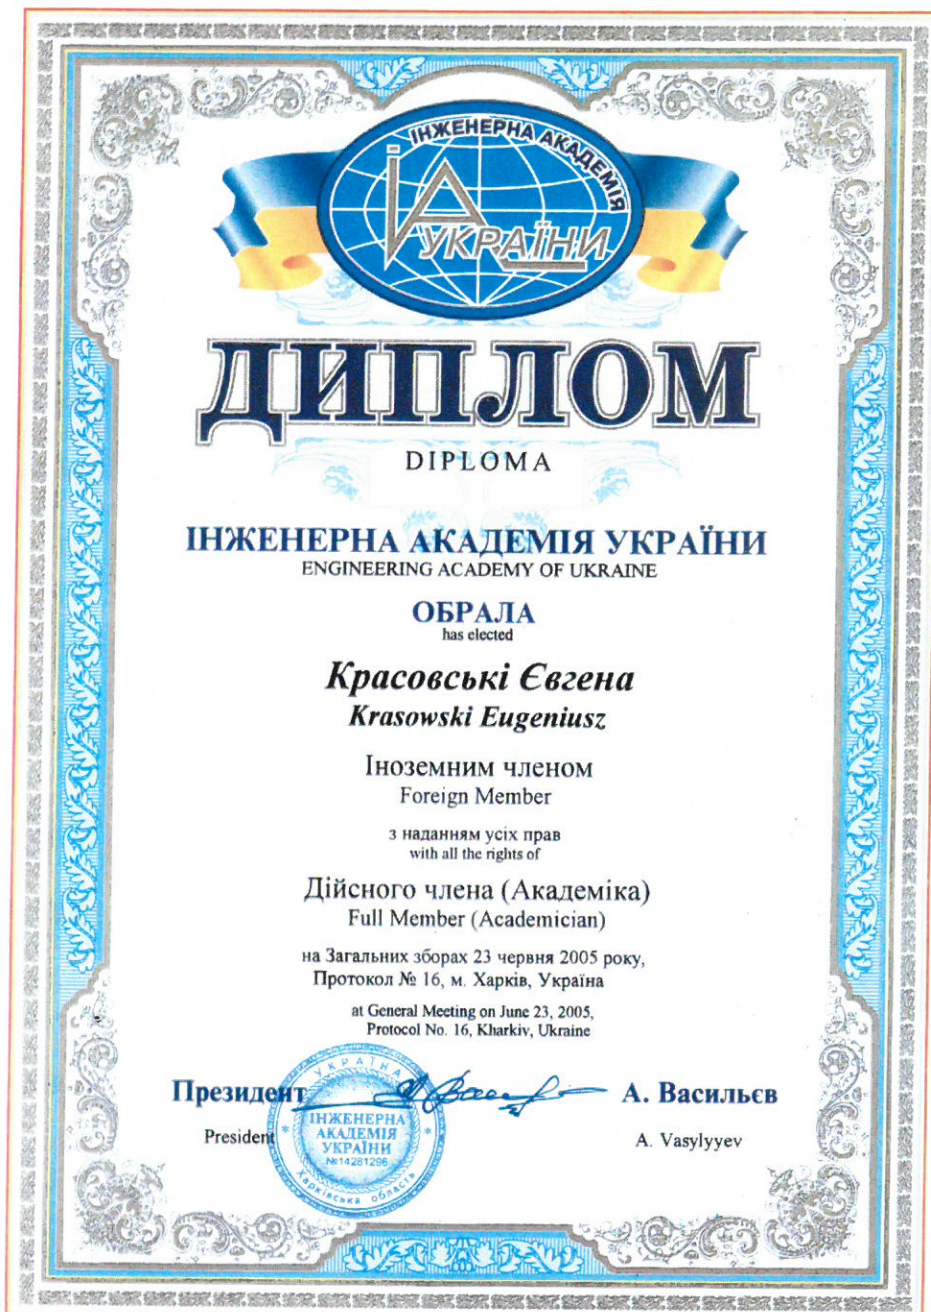 ІНЖЕНЕРНА АКАДЕМІЯ
ІА
УКРАЇНИ
ДИПЛОМ
DIPLOMA
ІНЖЕНЕРНА АКАДЕМІЯ УКРАЇНИ
ENGINEERING ACADEMY OF UKRAINE
ОБРАЛА
has elected
Красовські Євгена
Krasowski Eugeniusz
Іноземним членом
Foreign Member
з наданням усіх прав
with all the rights of
Дійсного члена (Академіка)
Full Member (Academician)
на Загальних зборах 23 червня 2005 року,
Протокол № 16, м. Харків, Україна
at General Meeting on June 23, 2005,
Protocol No. 16, Kharkiv, Ukraine
Президент
А. Васильєв
President
A. Vasylyyev
УКРАЇНА
ІНЖЕНЕРНА
АКАДЕМІЯ
УКРАЇНИ
№14281296
Харківська область